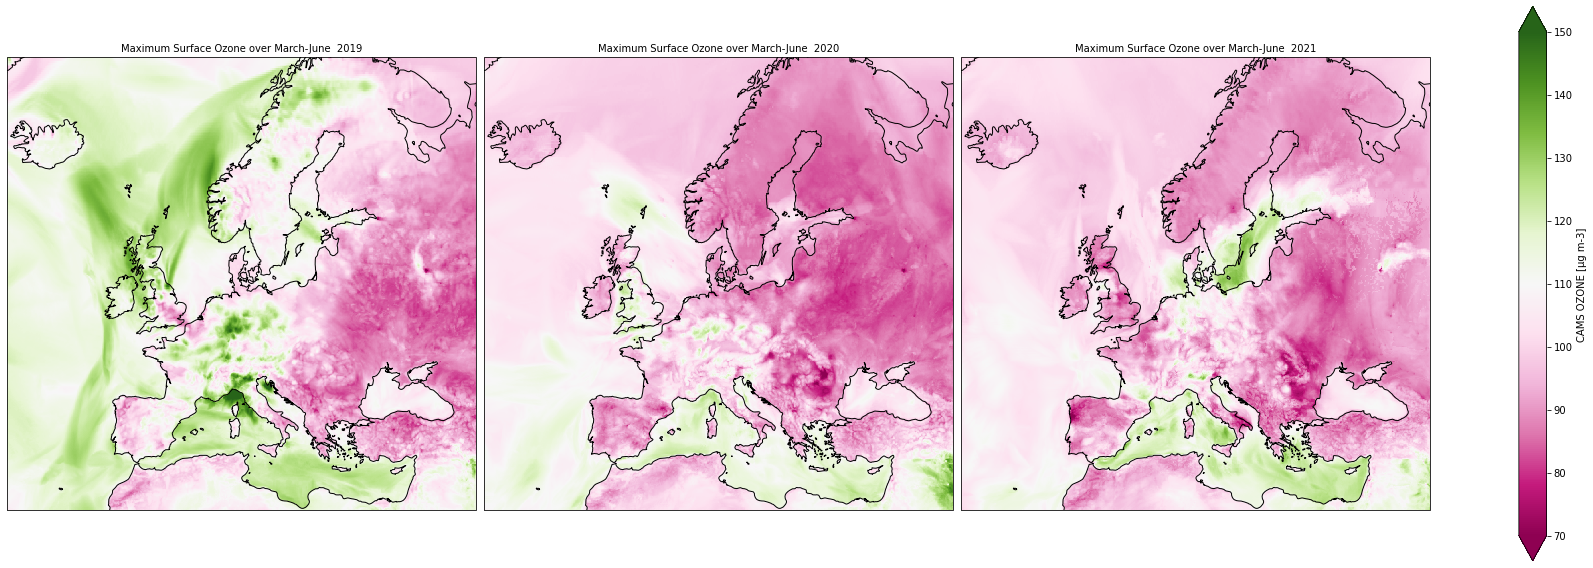 Maximum Surface Ozone over March-June  2019
Maximum Surface Ozone over March-June  2020
Maximum Surface Ozone over March-June  2021
150
140
130
120
110
100
90
80
70
CAMS OZONE [µg m-3]